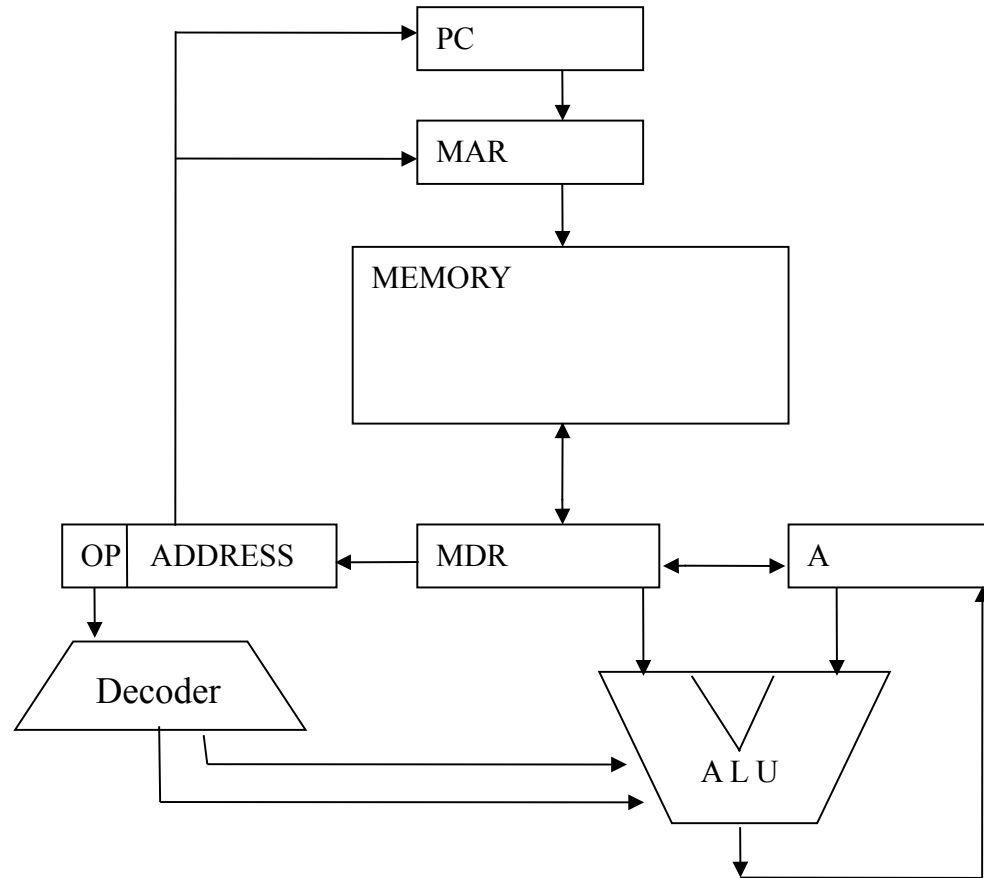 PC
MAR
MEMORY
OP ADDRESS
MDR
A
Decoder
A L U